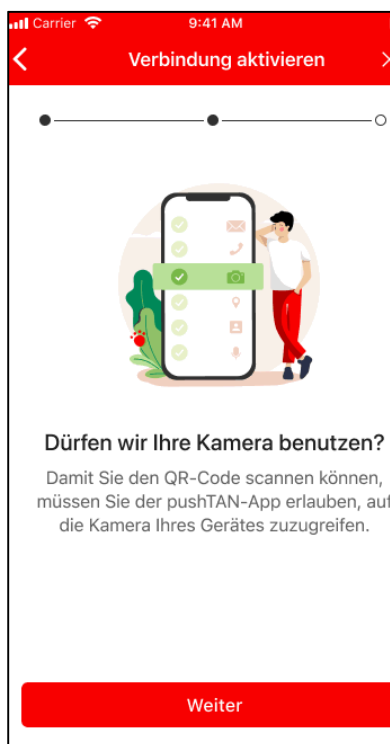 Carrier 9:41 AM
Verbindung aktivieren
Dürfen wir Ihre Kamera benutzen?
Damit Sie den QR-Code scannen können,
müssen Sie der pushTAN-App erlauben, auf
die Kamera Ihres Gerätes zuzugreifen.
Weiter